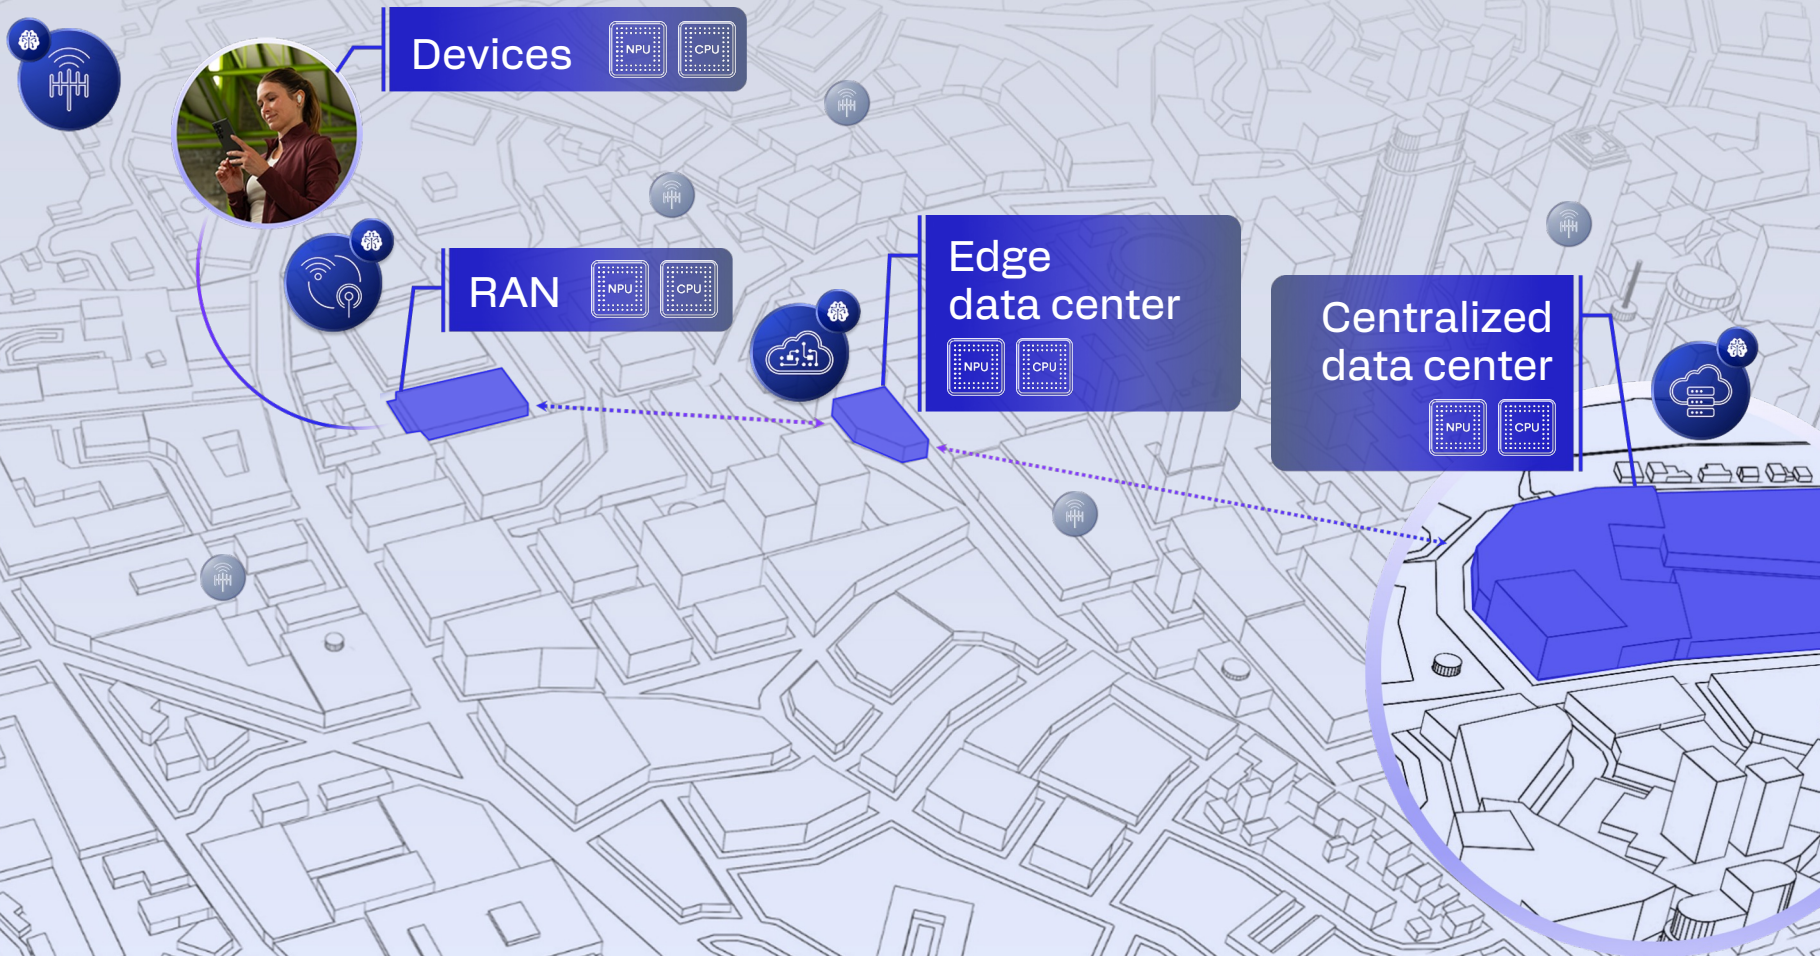 Devices
NPU
CPU
RAN
NPU
CPU
Edge
data center
NPU
CPU
Centralized
data center
NPU
CPU